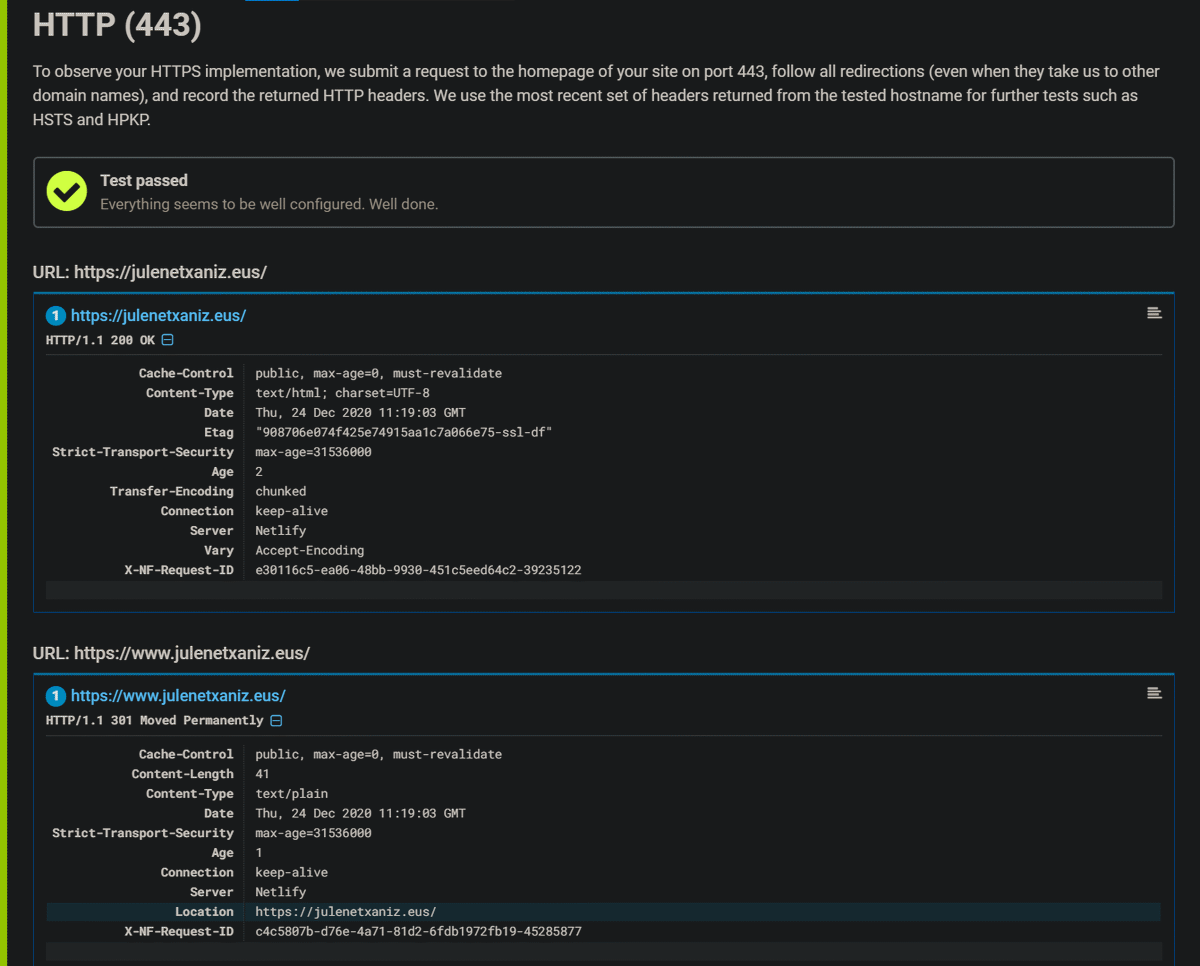 HTTP (443)
To observe your HTTPS implementation, we submit a request to the homepage of your site on port 443, follow all redirections (even when they take us to other
domain names), and record the returned HTTP headers. We use the most recent set of headers returned from the tested hostname for further tests such as
HSTS and HPKP.
Test passed
Everything seems to be well configured. Well done.
URL: https://julenetxaniz.eus/
1 https://julenetxaniz.eus/
HTTP/1.1 200 OK
Cache-Control public, max-age=0, must-revalidate
Content-Type text/html; charset=UTF-8
Date Thu, 24 Dec 2020 11:19:03 GMT
Etag "908706e074f425e74915aa1c7a066e75-ssl-df"
Strict-Transport-Security max-age=31536000
Age 2
Transfer-Encoding chunked
Connection keep-alive
Server Netlify
Vary Accept-Encoding
X-NF-Request-ID e30116c5-ea06-48bb-9930-451c5eed64c2-39235122
URL: https://www.julenetxaniz.eus/
1 https://www.julenetxaniz.eus/
HTTP/1.1 301 Moved Permanently
Cache-Control public, max-age=0, must-revalidate
Content-Length 41
Content-Type text/plain
Date Thu, 24 Dec 2020 11:19:03 GMT
Strict-Transport-Security max-age=31536000
Age 1
Connection keep-alive
Server Netlify
Location https://julenetxaniz.eus/
X-NF-Request-ID c4c5807b-d76e-4a71-81d2-6fdb1972fb19-45285877